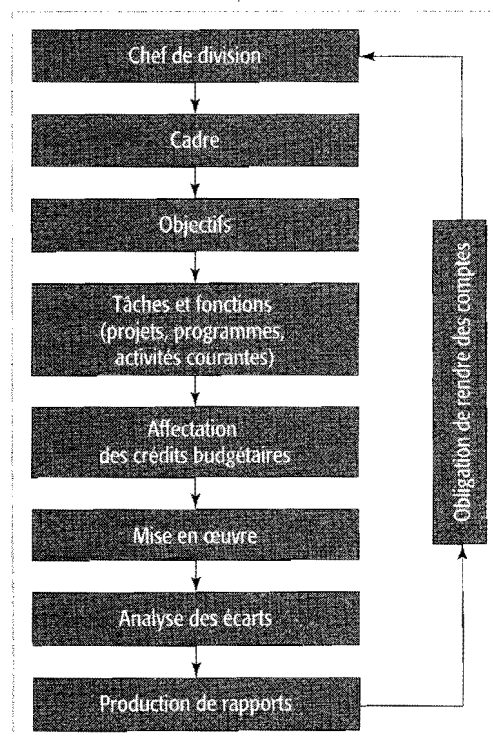 Chef de division
Cadre
Objectifs
Tâches et fonctions
(projets, programmes,
activités courantes)
Affectation
des crédits budgétaires
Mise en œuvre
Analyse des écarts
Production de rapports
Obligation de rendre des comptes